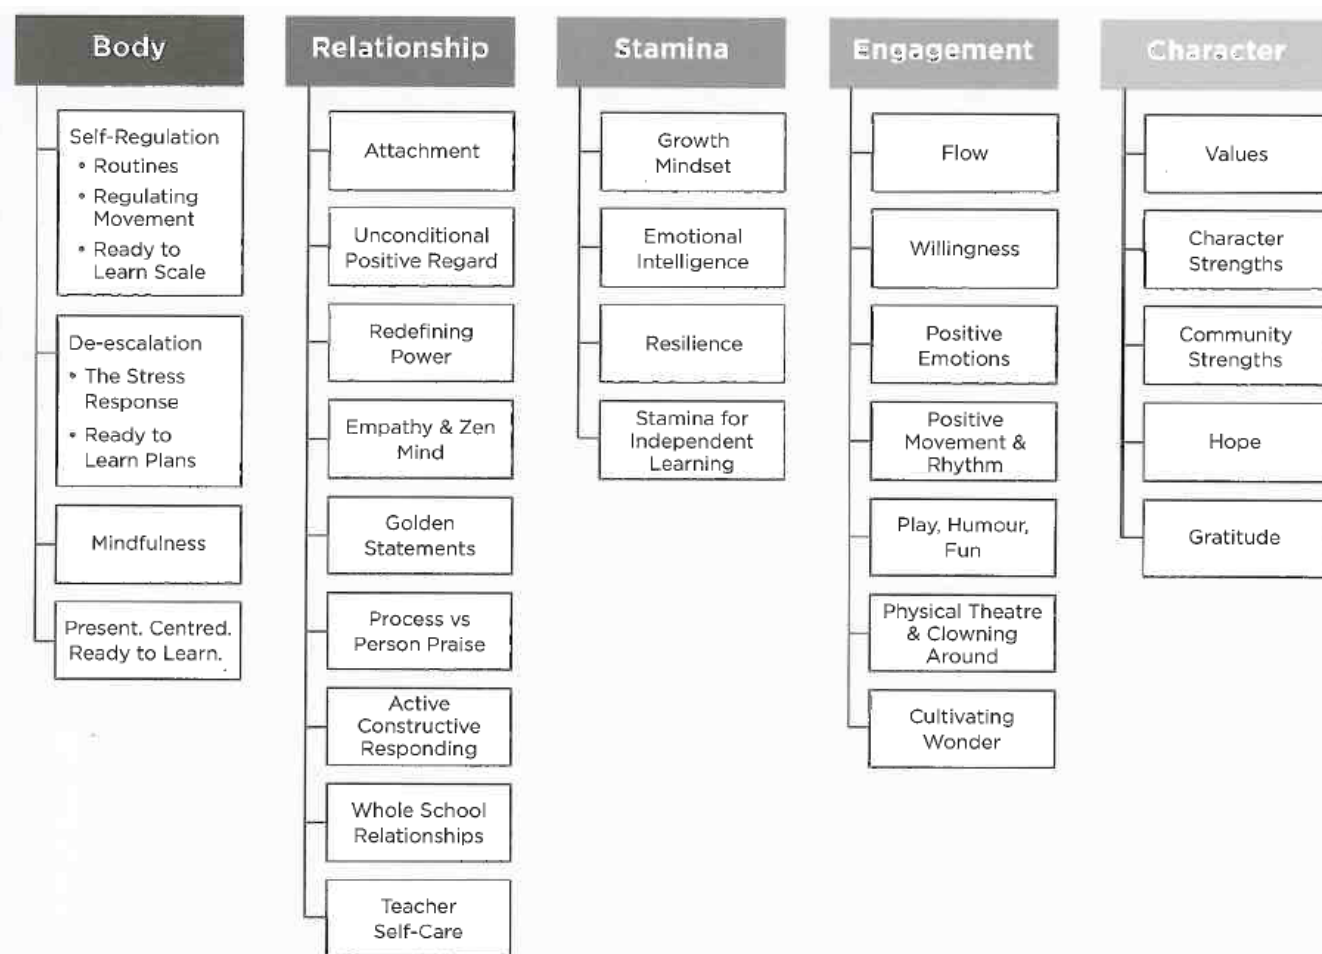 Body
Self-Regulation
• Routines
• Regulating
Movement
• Ready to
Learn Scale
De-escalation
• The Stress
Response
• Ready to
Learn Plans
Mindfulness
Present. Centred.
Ready to Learn.
Relationship
Attachment
Unconditional
Positive Regard
Redefining
Power
Empathy & Zen
Mind
Golden
Statements
Process vs
Person Praise
Active
Constructive
Responding
Whole School
Relationships
Teacher
Self-Care
Stamina
Growth
Mindset
Emotional
Intelligence
Resilience
Stamina for
Independent
Learning
Engagement
Flow
Willingness
Positive
Emotions
Positive
Movement &
Rhythm
Play, Humour,
Fun
Physical Theatre
& Clowning
Around
Cultivating
Wonder
Character
Values
Character
Strengths
Community
Strengths
Hope
Gratitude